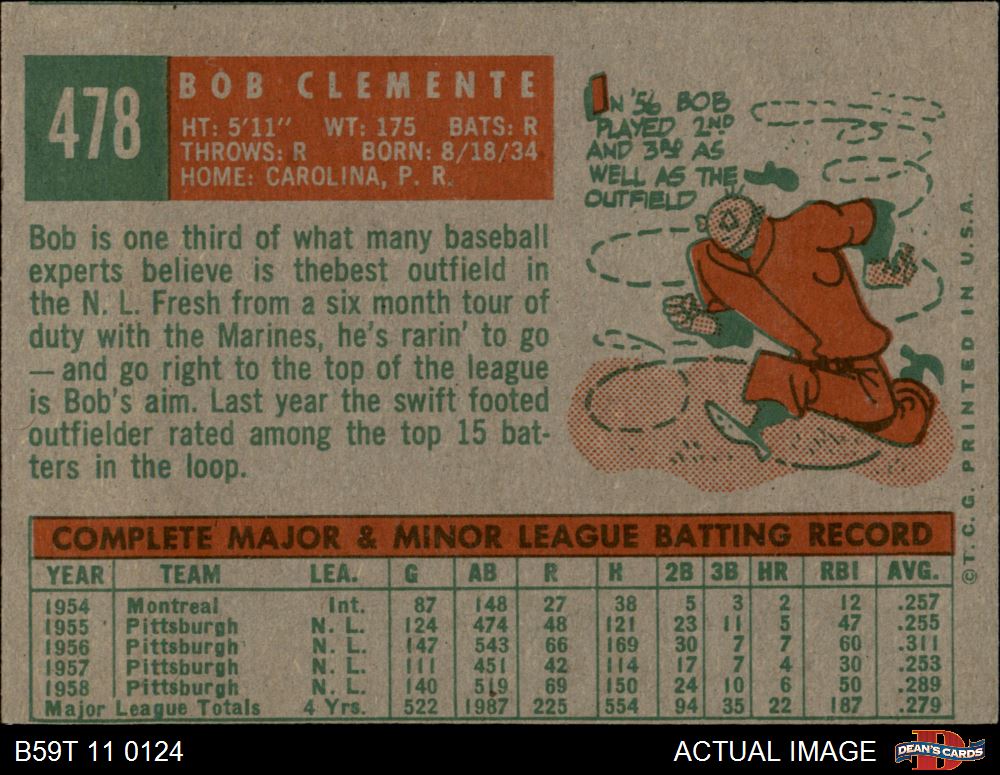 478
BOB CLEMENTE
HT: 5'11" WT: 175 BATS: R
THROWS: R BORN: 8/18/34
HOME: CAROLINA, P. R.
IN '56 BOB
PLAYED 2ND
AND 3RD AS
WELL AS THE
OUTFIELD
Bob is one third of what many baseball
experts believe is thebest outfield in
the N. L. Fresh from a six month tour of
duty with the Marines, he's rarin' to go
—and go right to the top of the league
is Bob's aim. Last year the swift footed
outfielder rated among the top 15 bat-
ters in the loop.
COMPLETE MAJOR & MINOR LEAGUE BATTING RECORD
YEAR TEAM LEA. G AB R H 2B 3B HR RBI AVG.
1954 Montreal Int. 87 148 27 38 5 3 2 12 .257
1955 Pittsburgh N. L. 124 474 48 121 23 11 5 47 .255
1956 Pittsburgh N. L. 147 543 66 169 30 7 7 60 .311
1957 Pittsburgh N. L. 111 451 42 114 17 7 4 30 .253
1958 Pittsburgh N. L. 140 519 69 150 24 10 6 50 .289
Major League Totals 4 Yrs. 522 1987 225 554 94 35 22 187 .279
© T. C. G. PRINTED IN U. S. A.
B59T 11 0124
ACTUAL IMAGE
DEAN'S CARDS